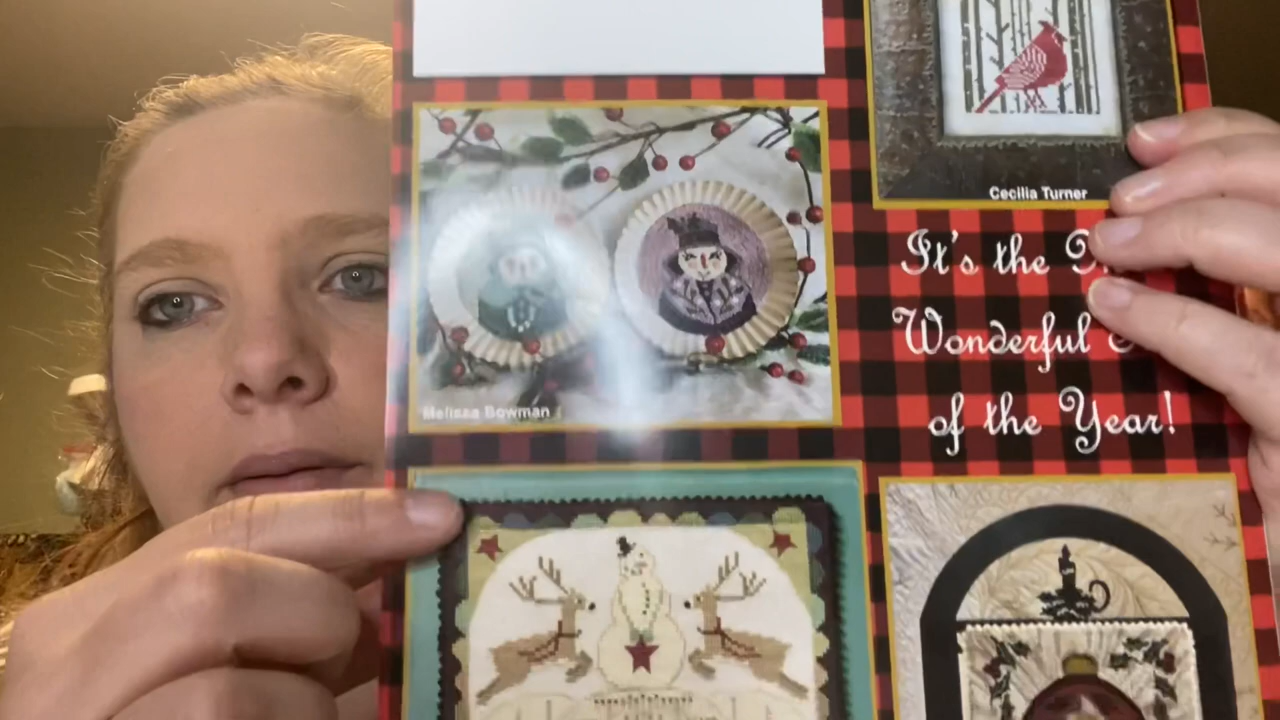 Cecilia Turner
It's the
Wonderful
of the Year!
Melissa Bowman